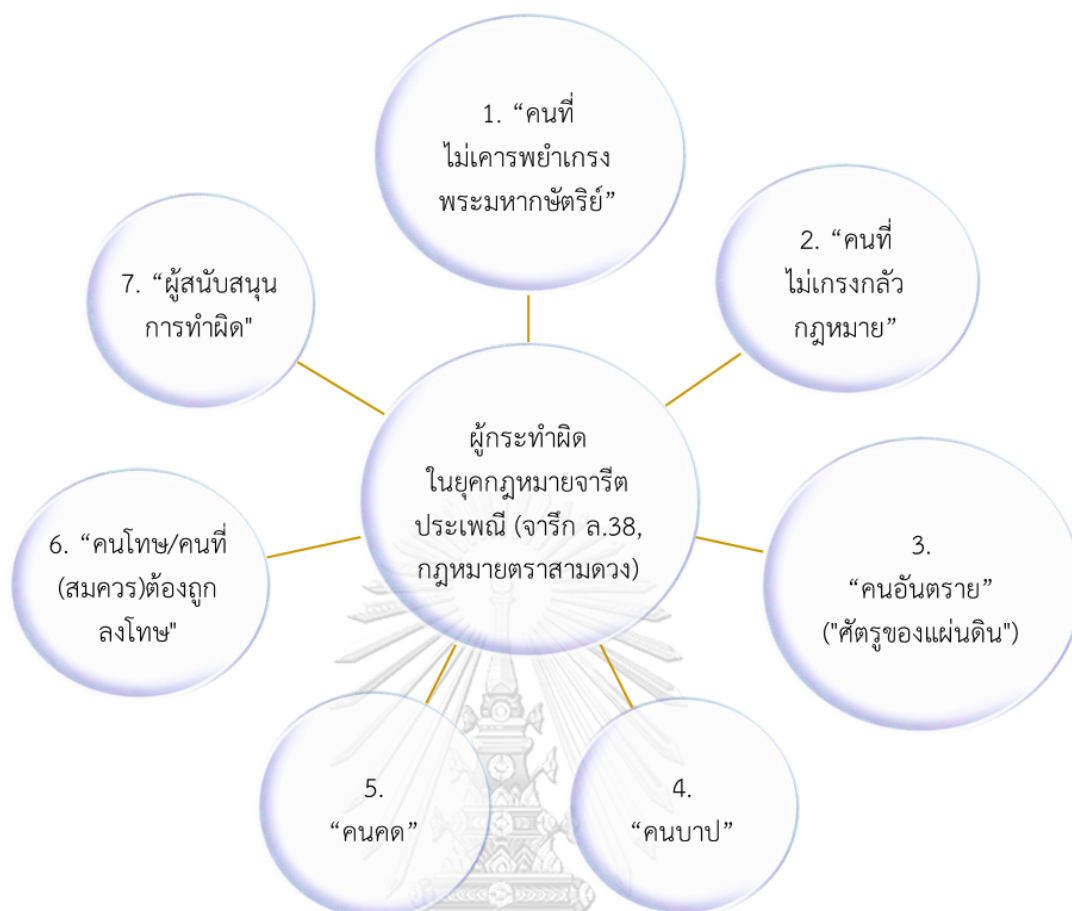 1. “คนที่
ไม่เคารพยำเกรง
พระมหากษัตริย์”
2. “คนที่
ไม่เกรงกลัว
กฎหมาย”
3.
“คนอันตราย”
("ศัตรูของแผ่นดิน")
4.
“คนบาป”
5.
“คนคด”
6. “คนโทษ/คนที่
(สมควร)ต้องถูก
ลงโทษ"
7. “ผู้สนับสนุน
การทำผิด"
ผู้กระทำผิด
ในยุคกฎหมายจารีต
ประเพณี (จารึก ล.38,
กฎหมายตราสามดวง)